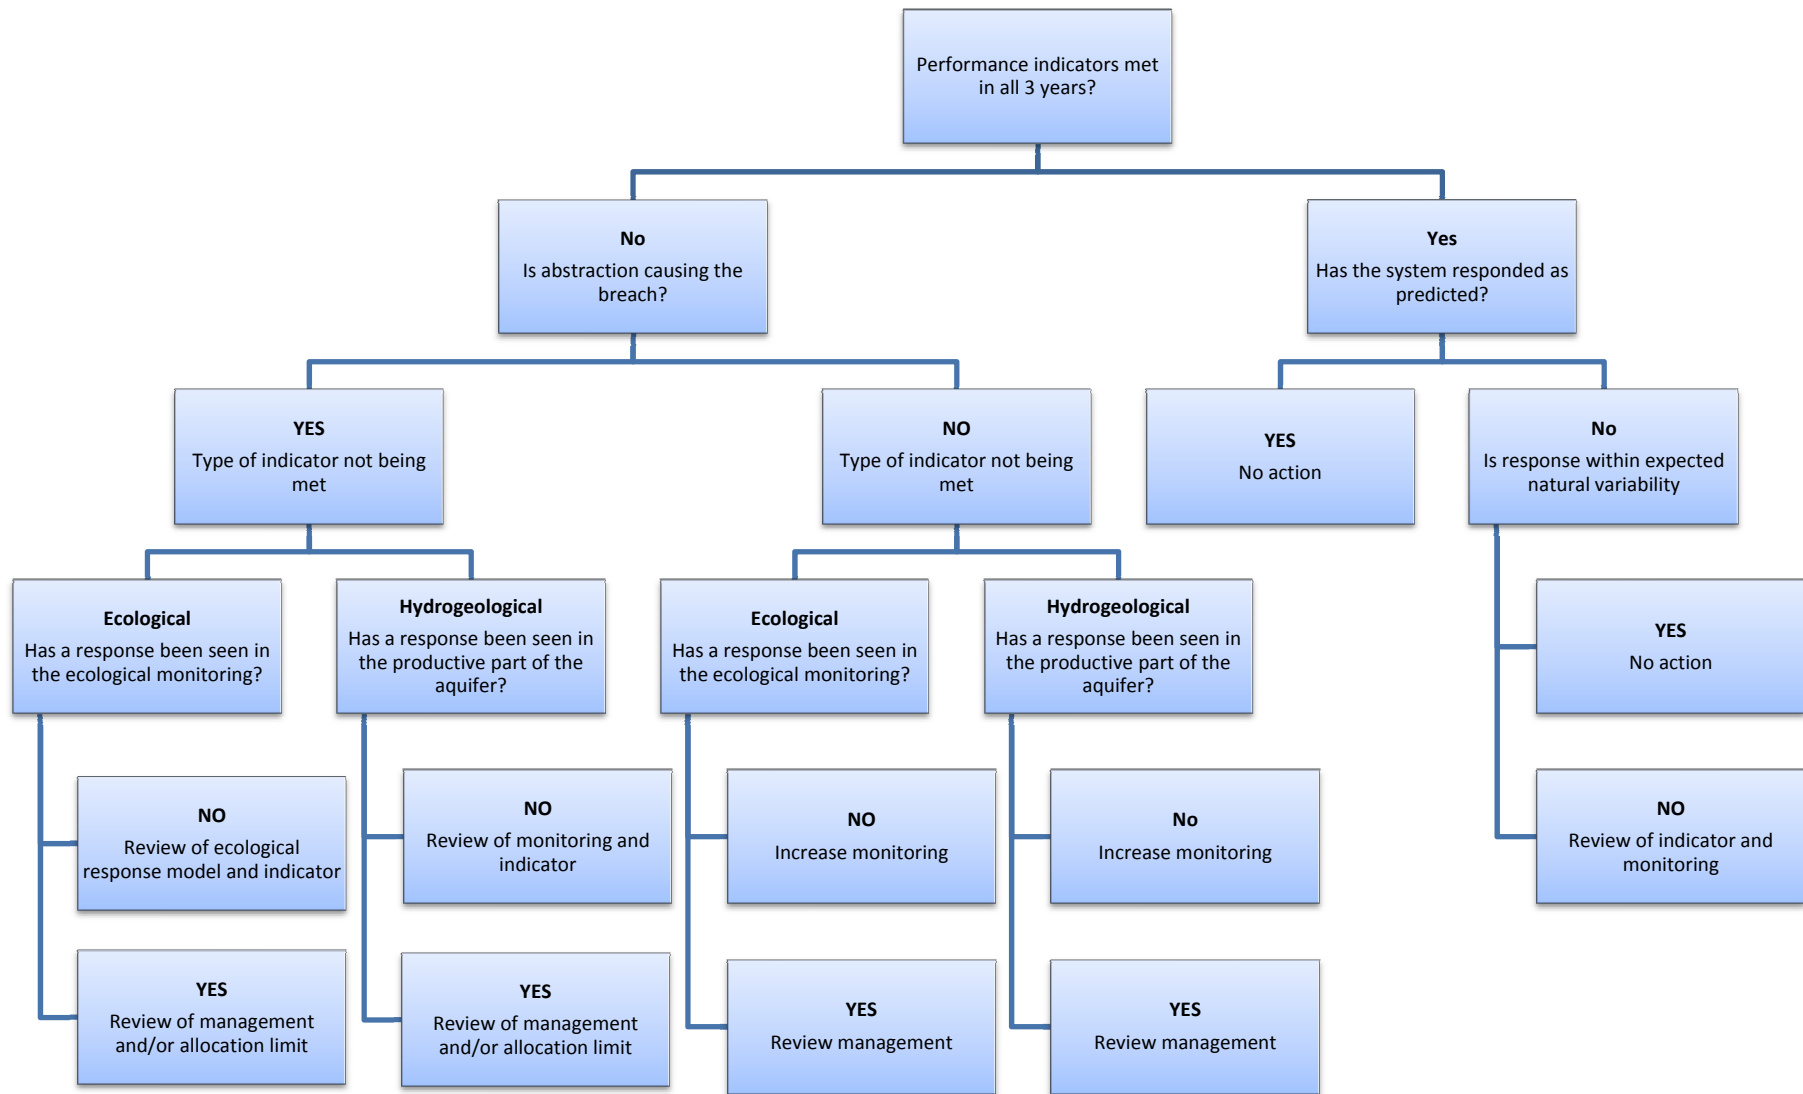 Performance indicators met
in all 3 years?
No
Is abstraction causing the
breach?
Yes
Has the system responded as
predicted?
YES
Type of indicator not being
met
NO
Type of indicator not being
met
YES
No action
No
Is response within expected
natural variability
Ecological
Has a response been seen in
the ecological monitoring?
Hydrogeological
Has a response been seen in
the productive part of the
aquifer?
Ecological
Has a response been seen in
the ecological monitoring?
Hydrogeological
Has a response been seen in
the productive part of the
aquifer?
YES
No action
NO
Review of ecological
response model and indicator
NO
Review of monitoring and
indicator
NO
Increase monitoring
No
Increase monitoring
NO
Review of indicator and
monitoring
YES
Review of management
and/or allocation limit
YES
Review of management
and/or allocation limit
YES
Review management
YES
Review management